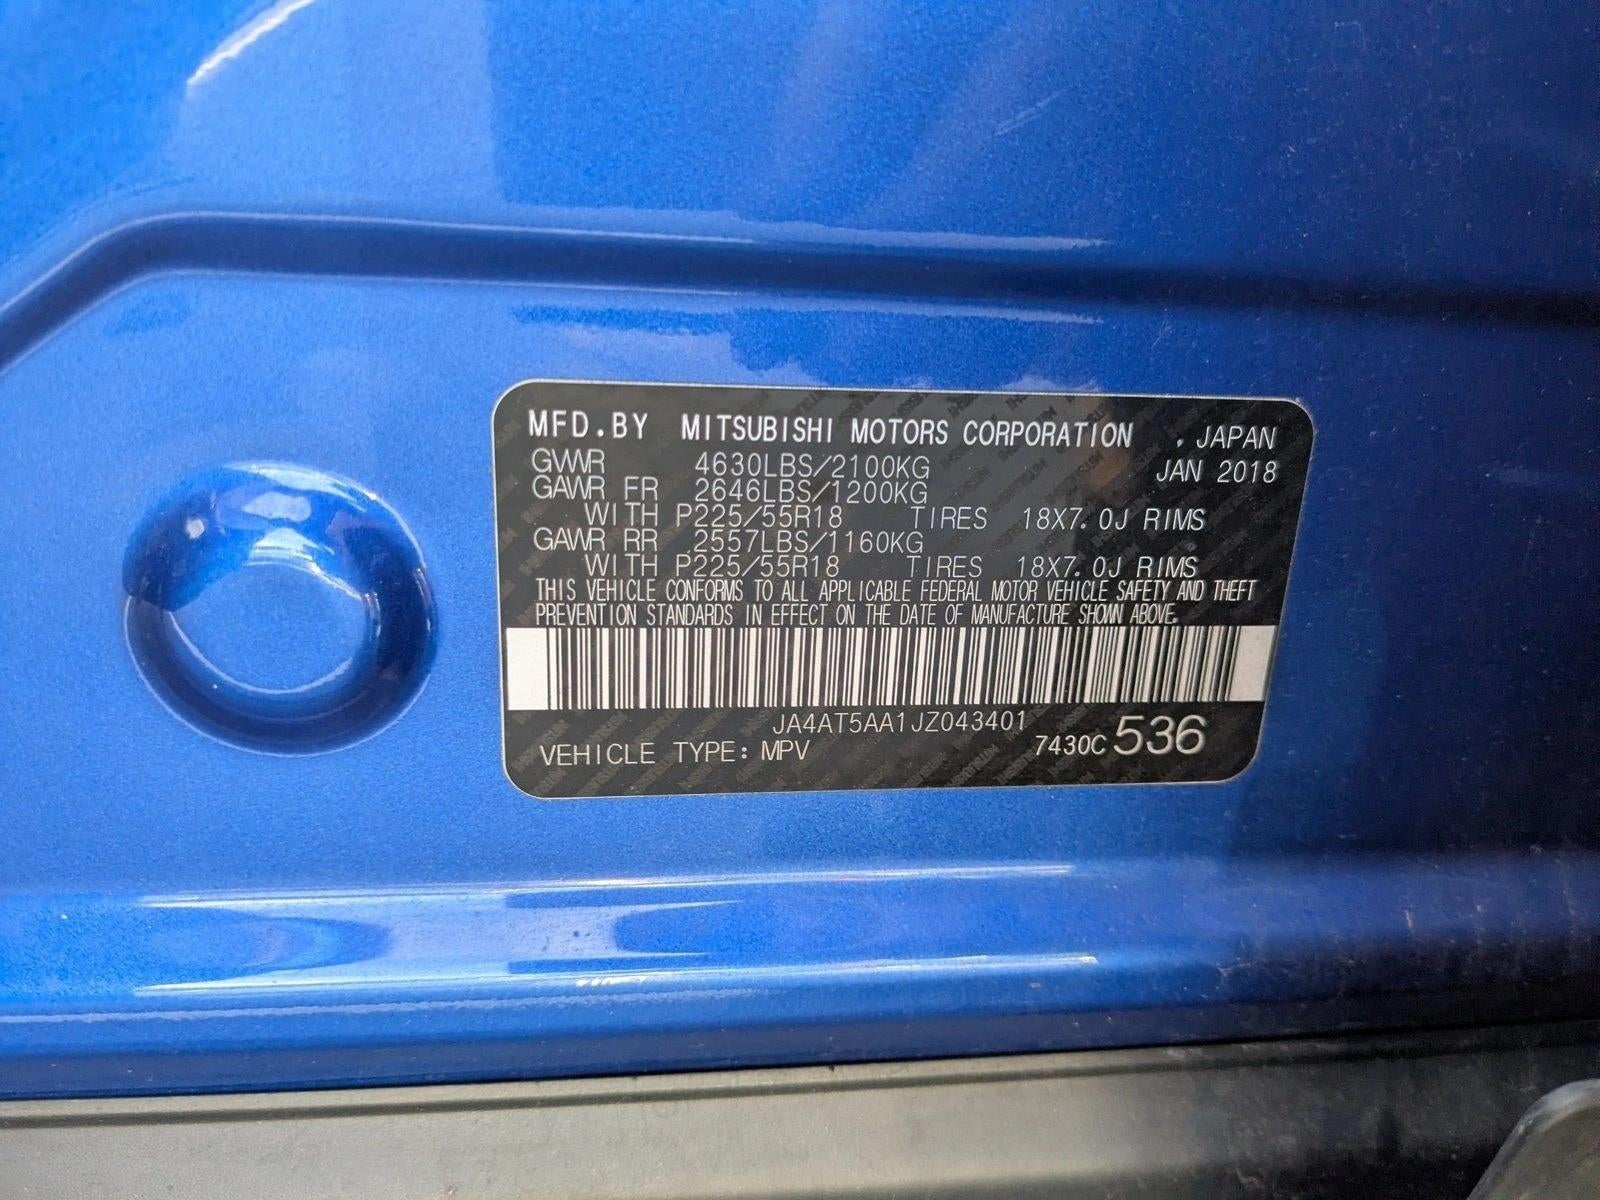 MFD.BY MITSUBISHI MOTORS CORPORATION , JAPAN
GVWR 4630LBS/2100KG JAN 2018
GAWR FR 2646LBS/1200KG
WITH P225/55R18 TIRES 18X7.0J RIMS
GAWR RR 2557LBS/1160KG
WITH P225/55R18 TIRES 18X7.0J RIMS
THIS VEHICLE CONFORMS TO ALL APPLICABLE FEDERAL MOTOR VEHICLE SAFETY AND THEFT
PREVENTION STANDARDS IN EFFECT ON THE DATE OF MANUFACTURE SHOWN ABOVE.
JA4AT5AA1JZ043401
VEHICLE TYPE: MPV 7430C 536